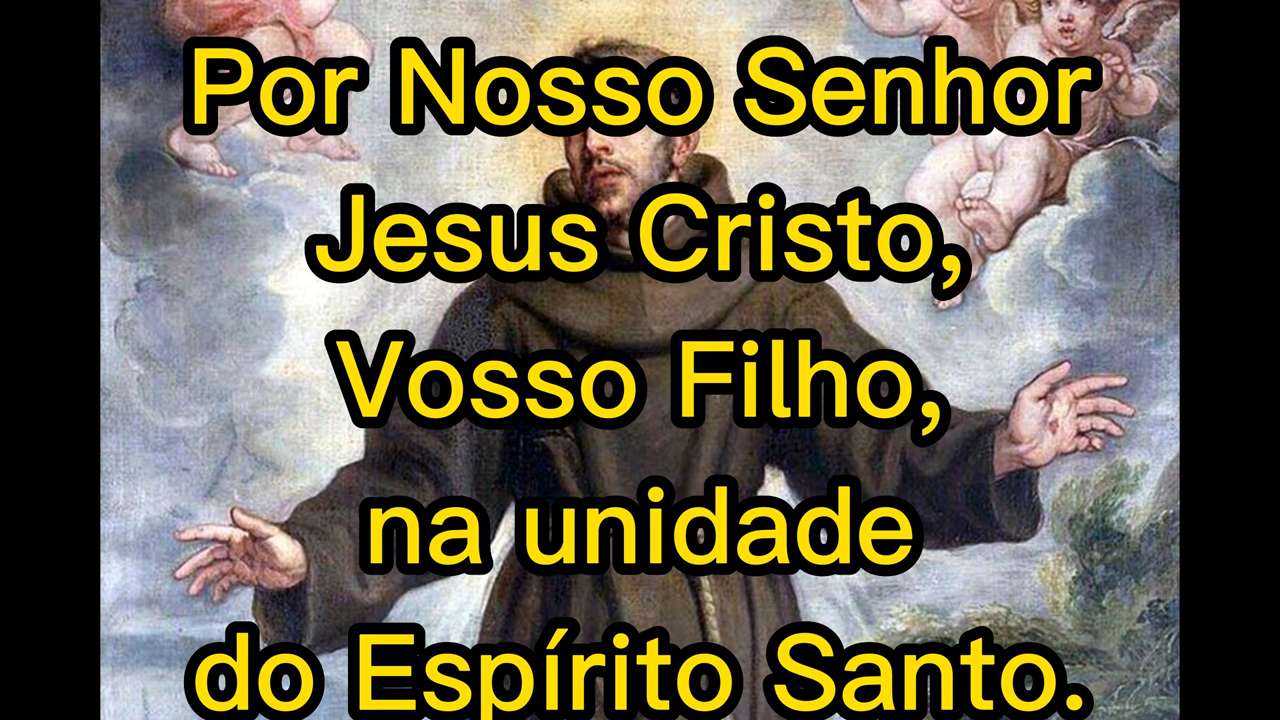 Por Nosso Senhor
Jesus Cristo,
Vosso Filho,
na unidade
do Espírito Santo.